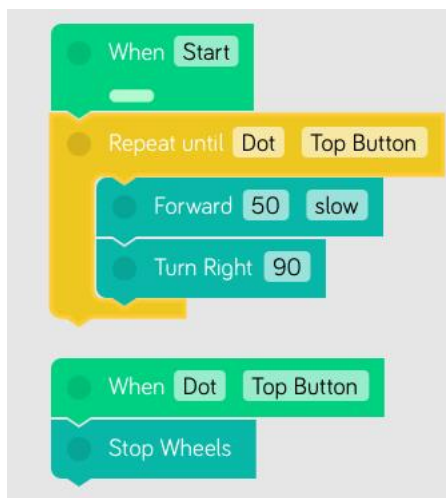 When Start
Repeat until Dot Top Button
Forward 50 slow
Turn Right 90
When Dot Top Button
Stop Wheels